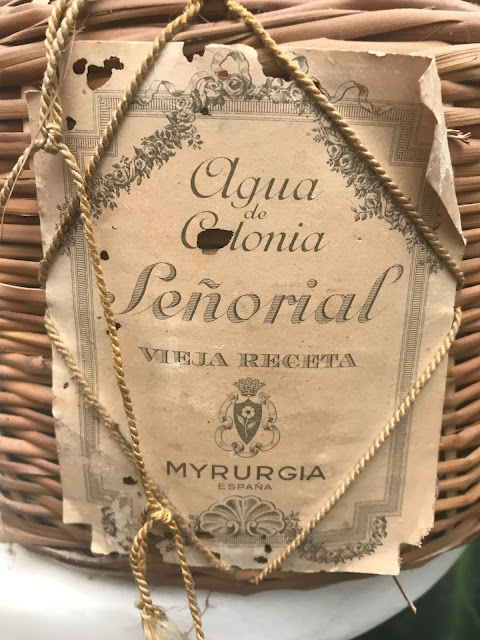 Agua
de
Colonia
Señorial
VIEJA RECETA
MYRURGIA
ESPAÑA